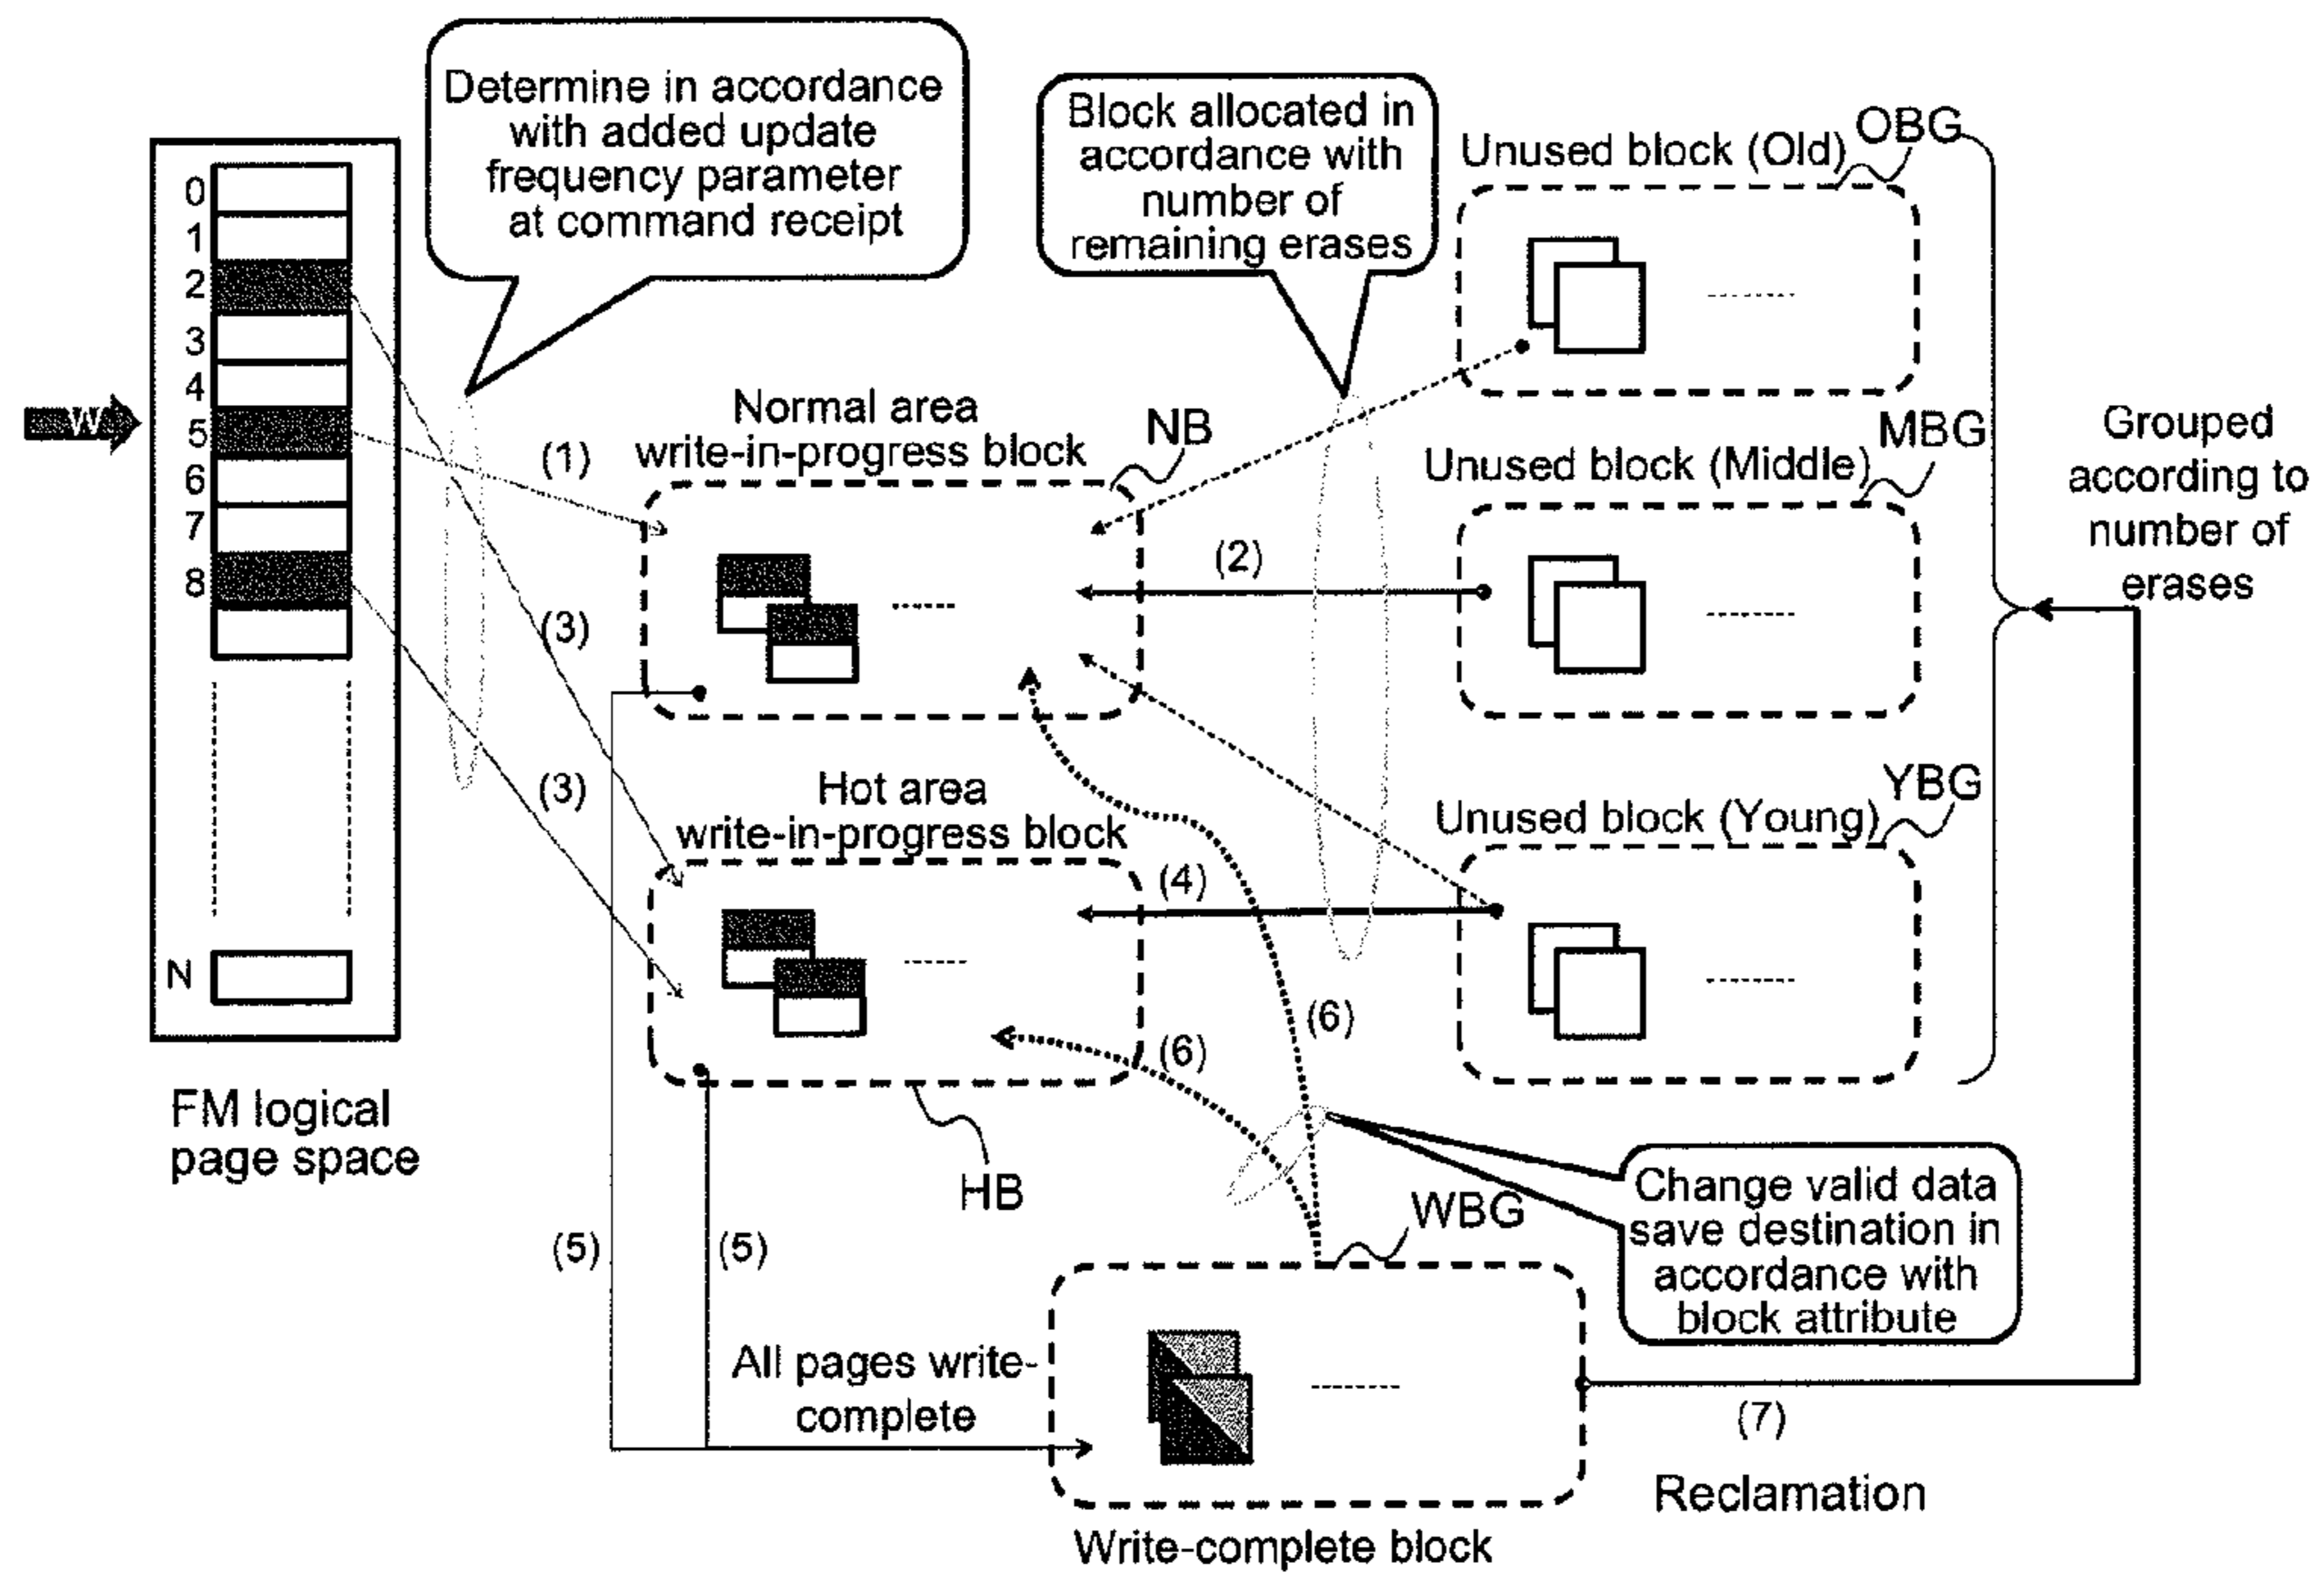 Determine in accordance
with added update
frequency parameter
at command receipt
Block allocated in
accordance with
number of
remaining erases
Unused block (Old)
OBG
0
1
2
3
4
5
6
7
8
N
W
FM logical
page space
Normal area
write-in-progress block
NB
(1)
(2)
(3)
(3)
Unused block (Middle)
MBG
Grouped
according to
number of
erases
Hot area
write-in-progress block
(4)
Unused block (Young)
YBG
(6)
(6)
HB
(5)
(5)
WBG
Change valid data
save destination in
accordance with
block attribute
All pages write-
complete
(7)
Reclamation
Write-complete block